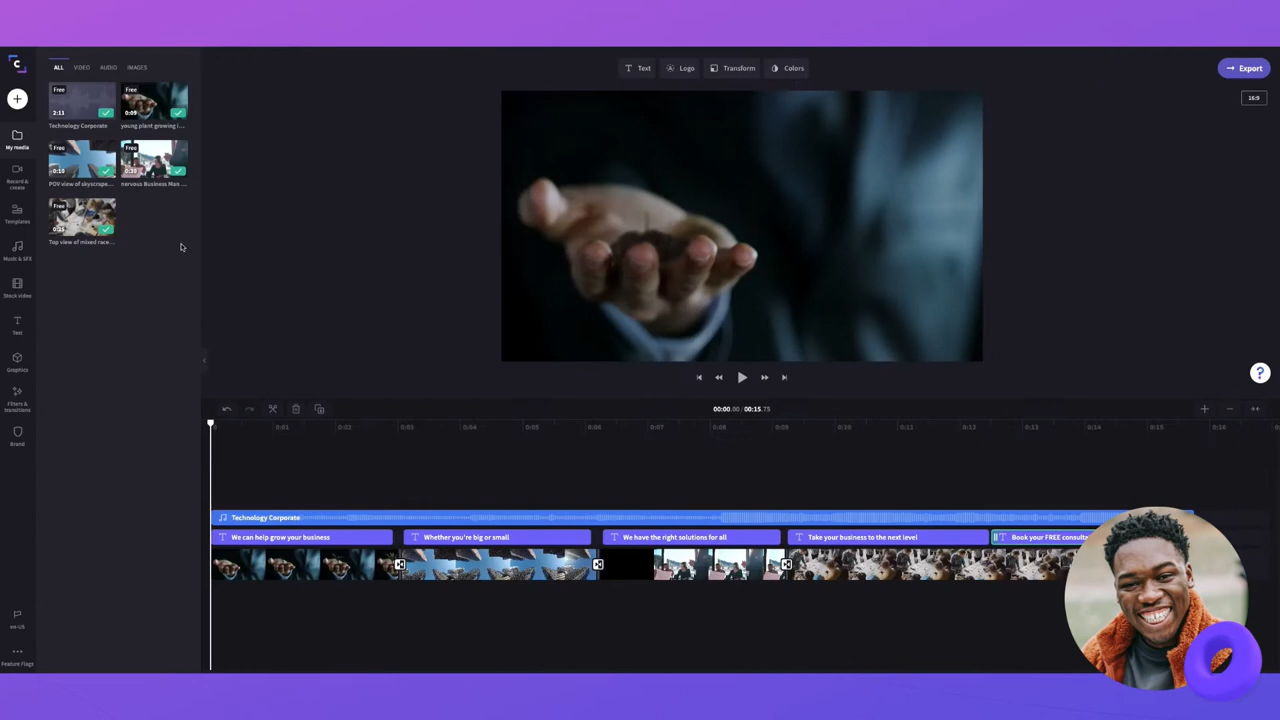 ALL VIDEO AUDIO IMAGES
Text Logo Transform Colors
Export
16:9
Free
2:11
Technology Corporate
Free
0:09
young plant growing i...
Free
0:10
POV view of skyscrape...
Free
0:30
nervous Business Man ...
Free
0:25
Top view of mixed race...
C
My media
Record &
create
Templates
Music & SFX
Stock video
Text
Graphics
Filters &
transitions
Brand
en-US
Feature Flags
?
00:00.00 / 00:15.75
0 0:01 0:02 0:03 0:04 0:05 0:06 0:07 0:08 0:09 0:10 0:11 0:12 0:13 0:14 0:15 0:16
Technology Corporate
We can help grow your business
Whether you're big or small
We have the right solutions for all
Take your business to the next level
Book your FREE consulta